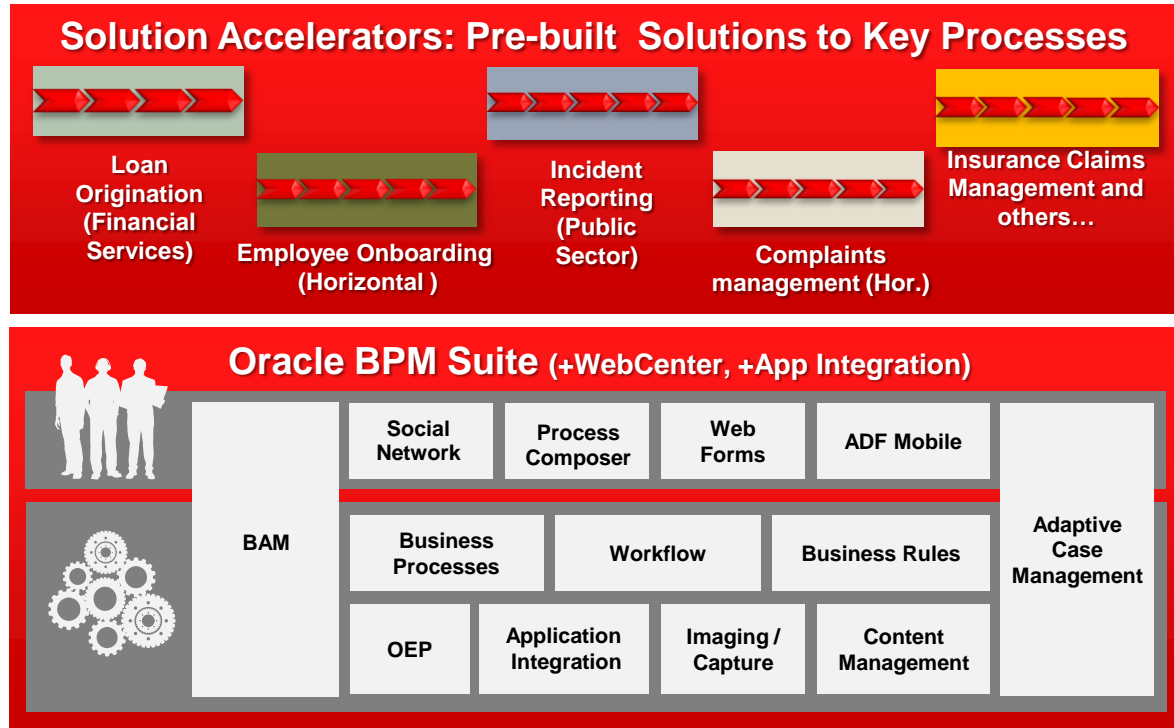 Solution Accelerators: Pre-built  Solutions to Key Processes
Loan
Origination
(Financial
Services)
Employee Onboarding
(Horizontal )
Incident
Reporting
(Public
Sector)
Complaints
management (Hor.)
Insurance Claims
Management and
others…
Oracle BPM Suite (+WebCenter, +App Integration)
BAM
Social
Network
Process
Composer
Web
Forms
ADF Mobile
Business
Processes
Workflow
Business Rules
OEP
Application
Integration
Imaging /
Capture
Content
Management
Adaptive
Case
Management